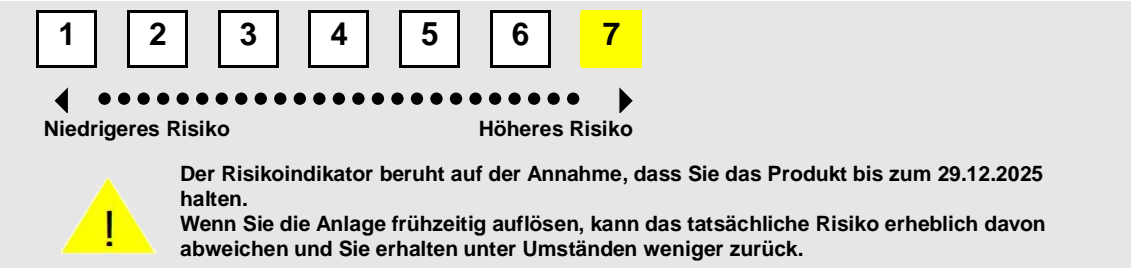 1 2 3 4 5 6 7
Niedrigeres Risiko Höheres Risiko
Der Risikoindikator beruht auf der Annahme, dass Sie das Produkt bis zum 29.12.2025
halten.
Wenn Sie die Anlage frühzeitig auflösen, kann das tatsächliche Risiko erheblich davon
abweichen und Sie erhalten unter Umständen weniger zurück.
!